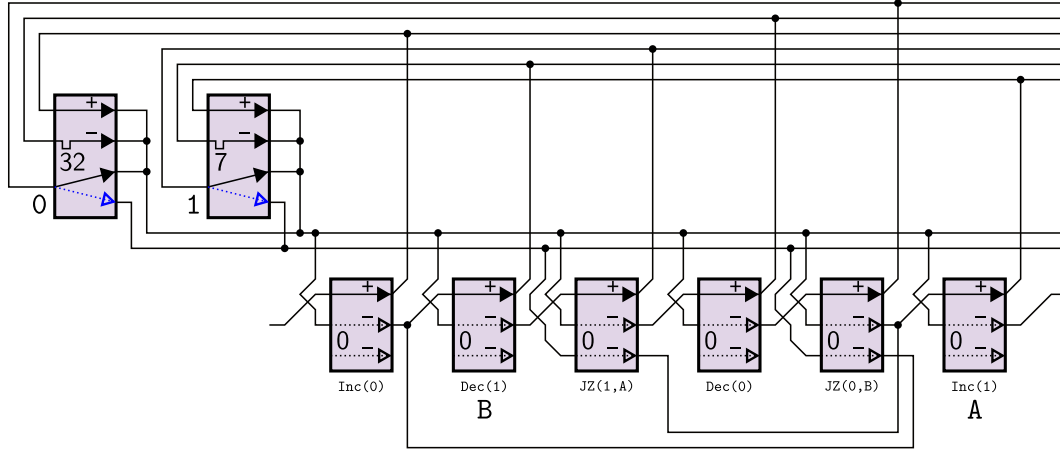 + +
− −
32 7
0 1
+ + + + + +
− − − − − −
0 0 0 0 0 0
− − − − − −
Inc(0) Dec(1) JZ(1,A) Dec(0) JZ(0,B) Inc(1)
B A